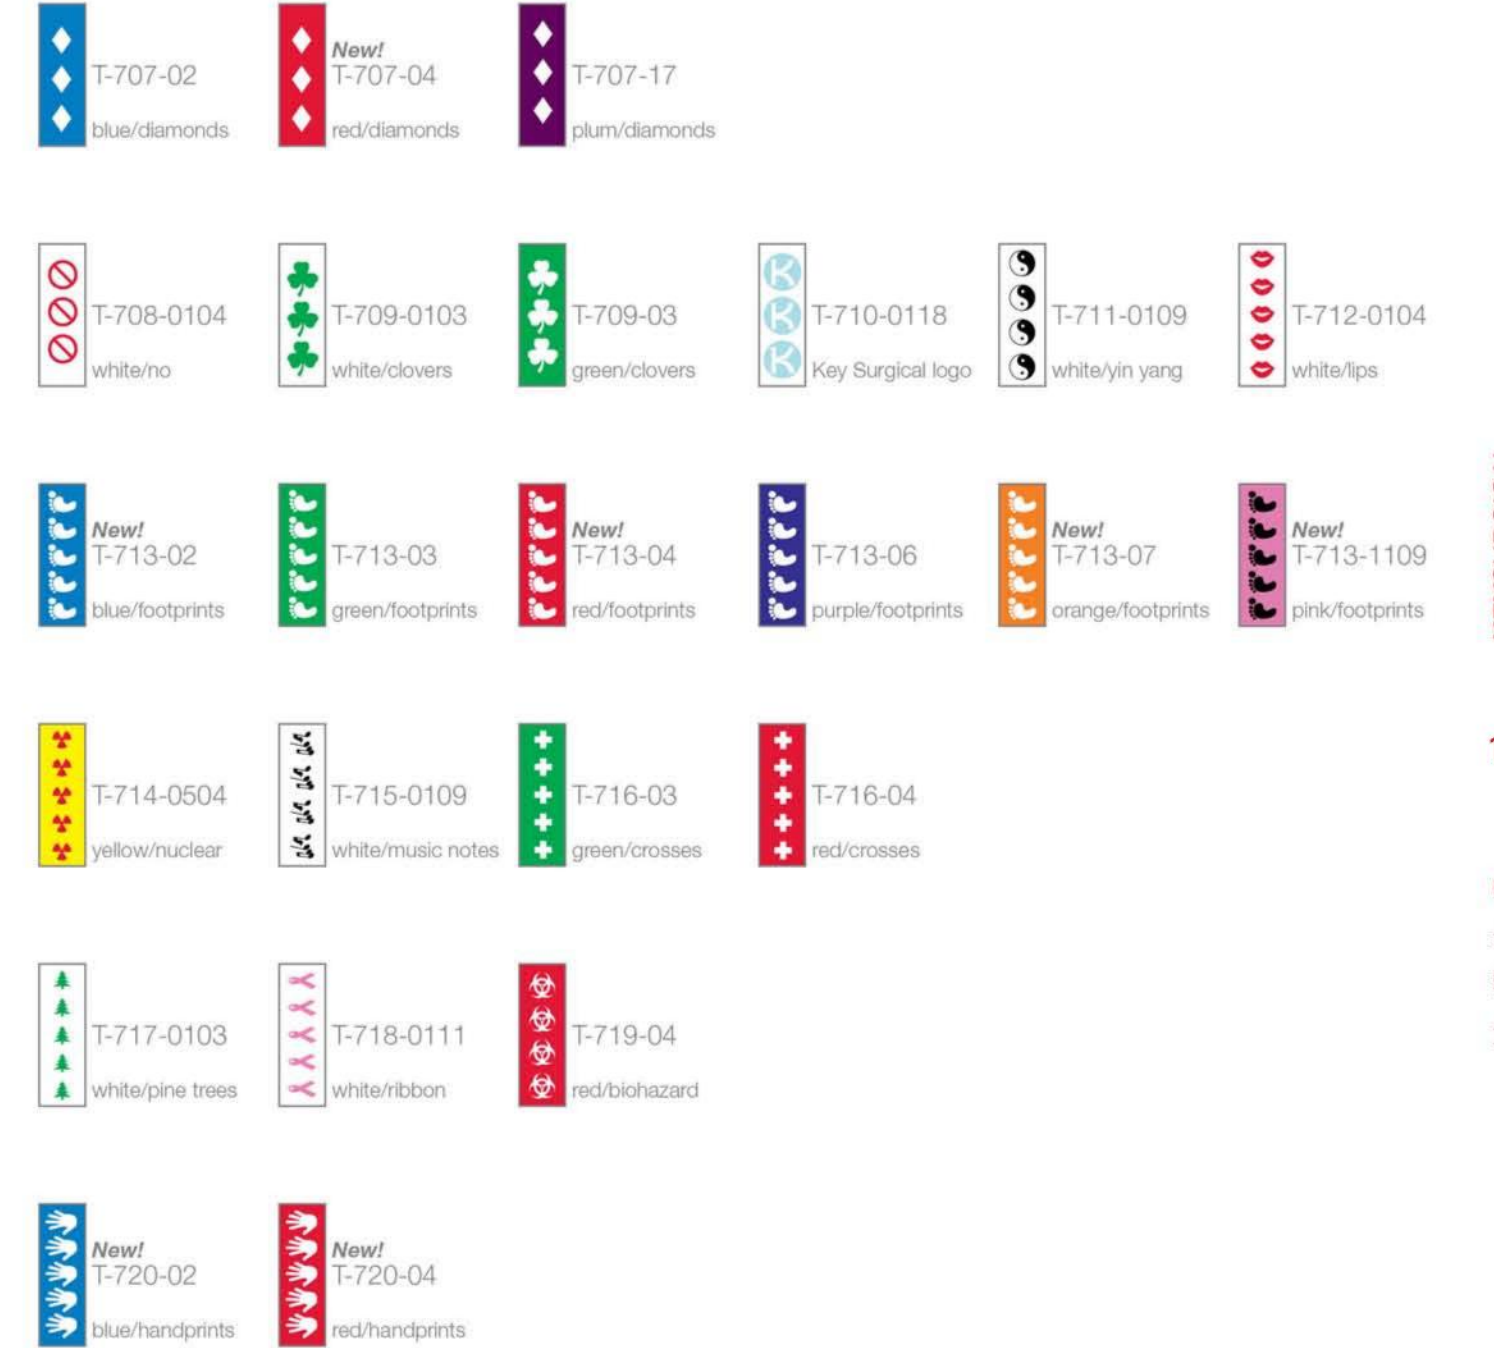 T-707-02
blue/diamonds
New!
T-707-04
red/diamonds
T-707-17
plum/diamonds
T-708-0104
white/no
T-709-0103
white/clovers
T-709-03
green/clovers
K
K
K
T-710-0118
Key Surgical logo
T-711-0109
white/yin yang
T-712-0104
white/lips
New!
T-713-02
blue/footprints
T-713-03
green/footprints
New!
T-713-04
red/footprints
T-713-06
purple/footprints
New!
T-713-07
orange/footprints
New!
T-713-1109
pink/footprints
T-714-0504
yellow/nuclear
T-715-0109
white/music notes
T-716-03
green/crosses
T-716-04
red/crosses
T-717-0103
white/pine trees
T-718-0111
white/ribbon
T-719-04
red/biohazard
New!
T-720-02
blue/handprints
New!
T-720-04
red/handprints